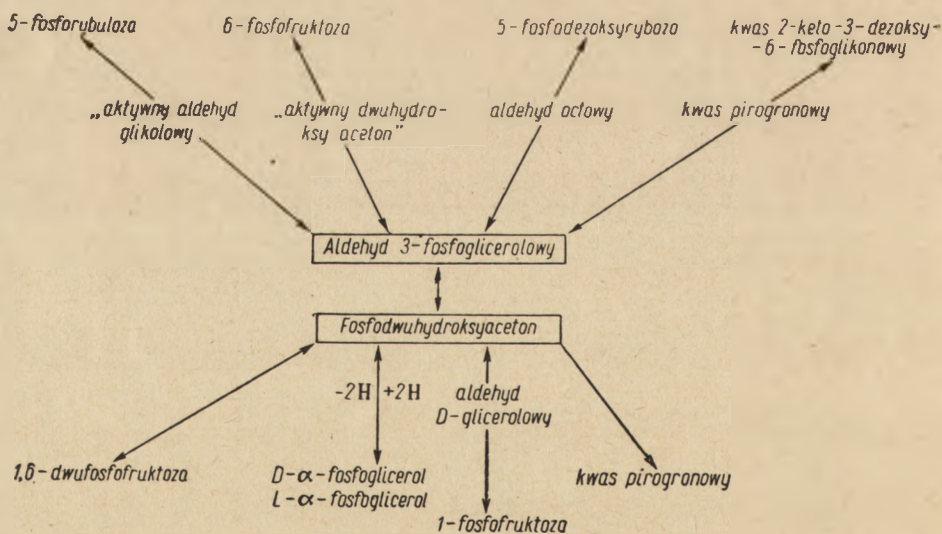 5-fosforybuloza
6-fosfofruktoza
5-fosfodezoksyryboza
kwas 2-keto-3-dezoksy-
-6-fosfoglikonowy
„aktywny aldehyd
glikolowy
„aktywny dwuhydro-
ksy aceton”
aldehyd octowy
kwas pirogronowy
Aldehyd 3-fosfoglicerolowy
Fosfodwuhydroksyaceton
-2H +2H
aldehyd
D-glicerolowy
1,6-dwufosfofruktoza
D-α-fosfoglicerol
L-α-fosfoglicerol
kwas pirogronowy
1-fosfofruktoza